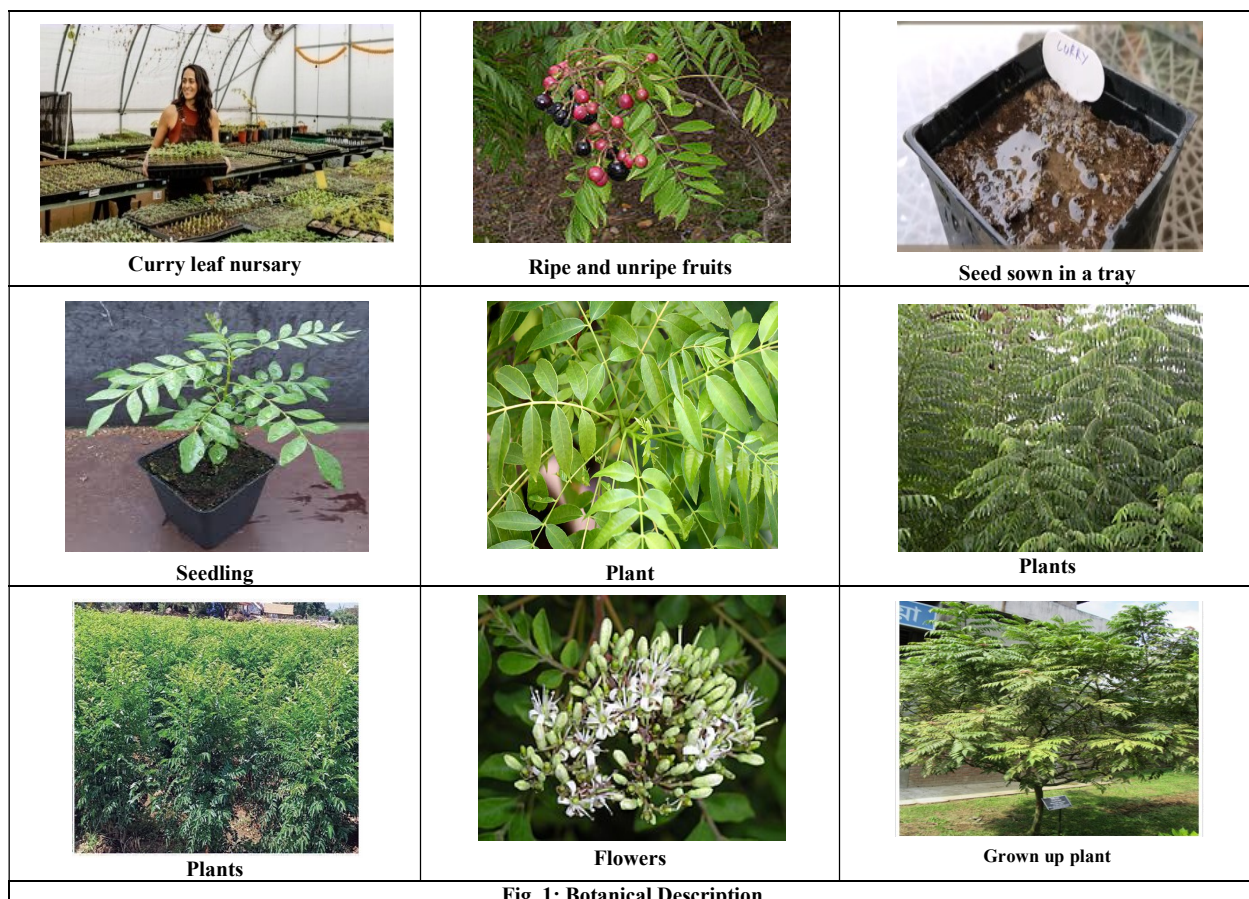 CURRY
Curry leaf nursary
Ripe and unripe fruits
Seed sown in a tray
Seedling
Plant
Plants
Plants
Flowers
Grown up plant
Fig. 1: Botanical Description